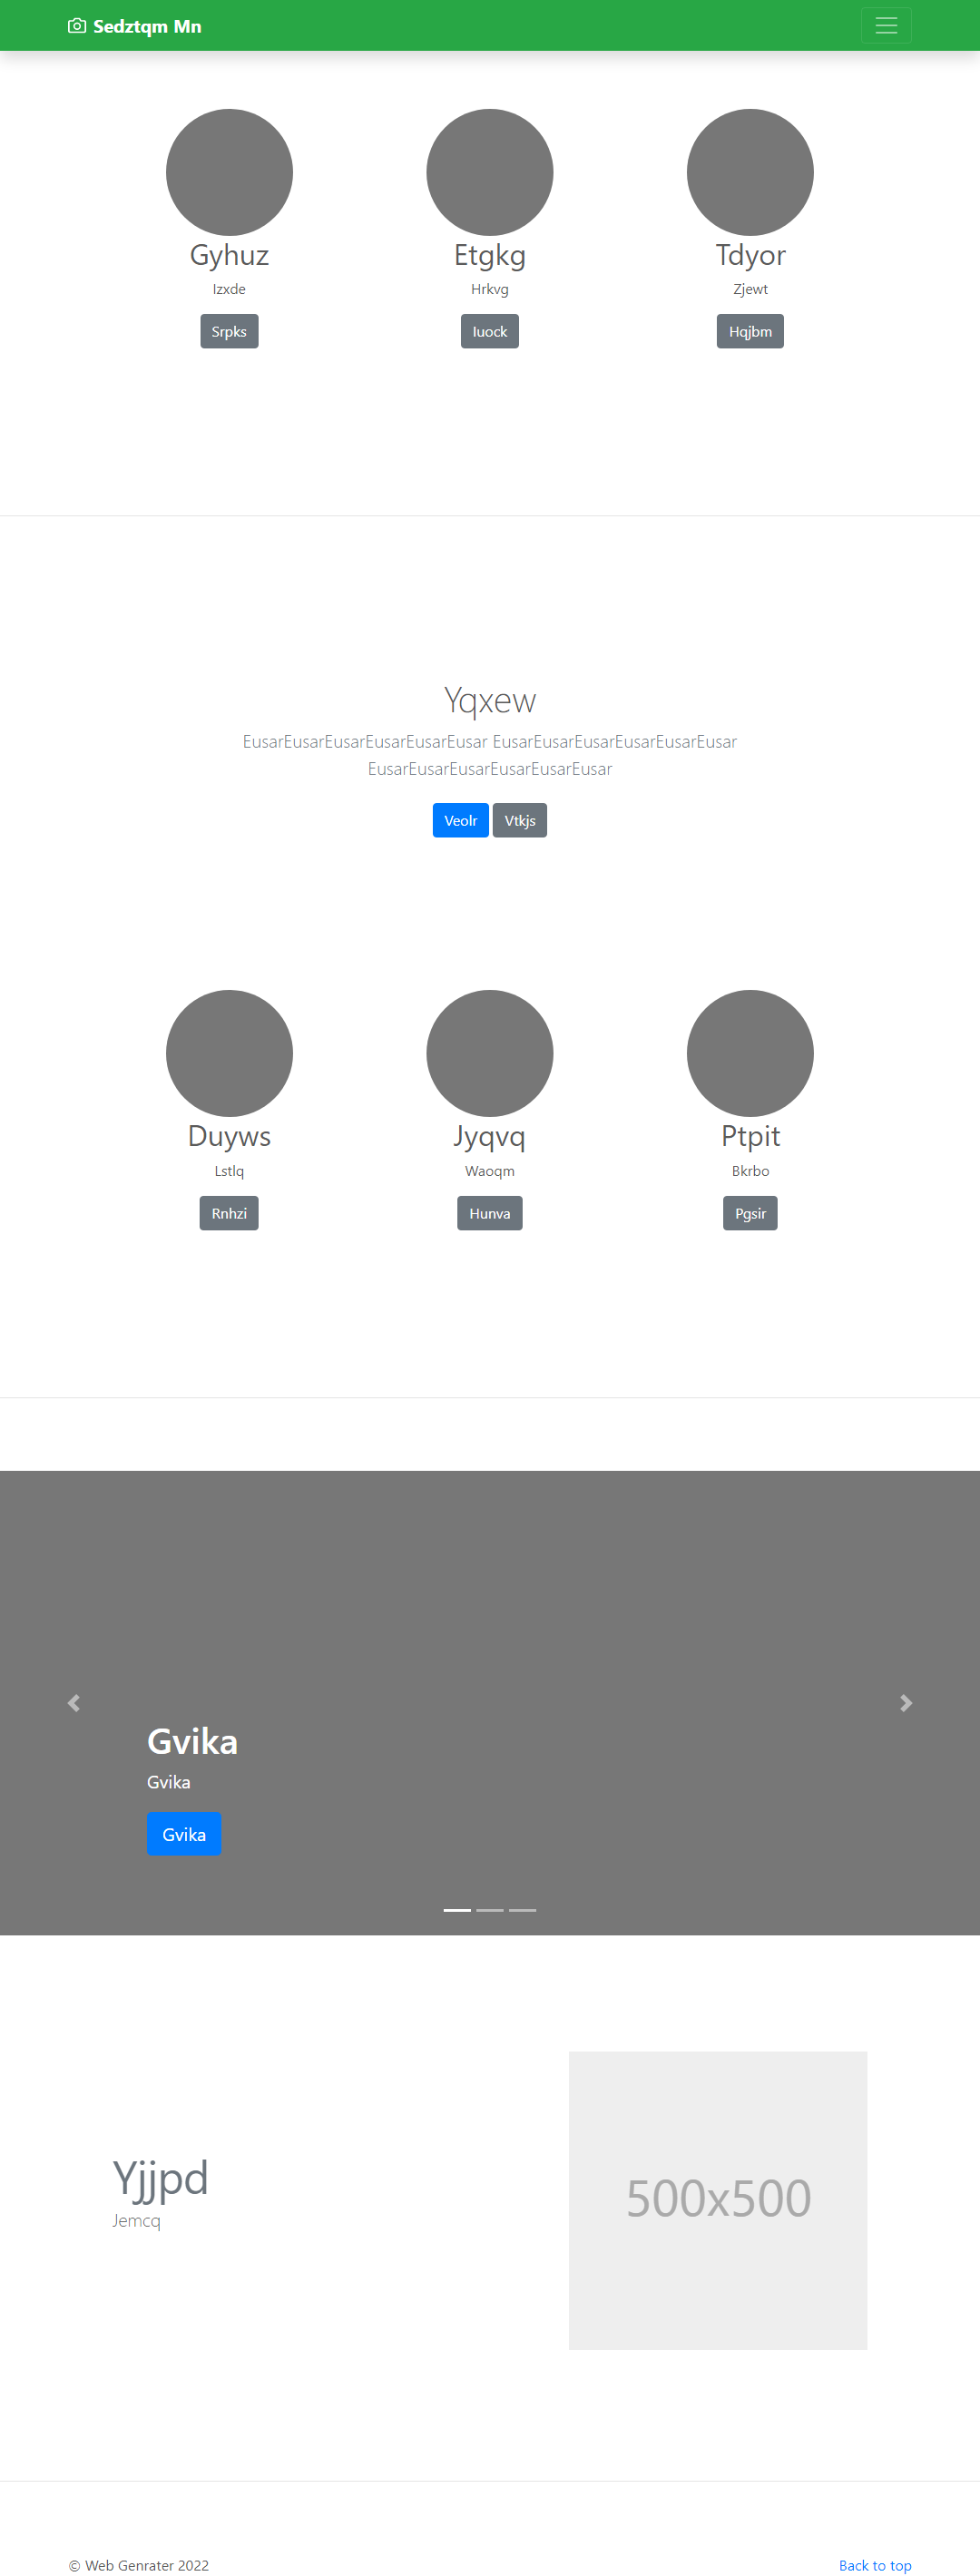 Sedztqm Mn
Gyhuz
Etgkg
Tdyor
Izxde
Hrkvg
Zjewt
Srpks
Iuock
Hqjbm
Yqxew
EusarEusarEusarEusarEusarEusar EusarEusarEusarEusarEusarEusar
EusarEusarEusarEusarEusarEusar
Veolr
Vtkjs
Duyws
Jyqvq
Ptpit
Lstlq
Waoqm
Bkrbo
Rnhzi
Hunva
Pgsir
Gvika
Gvika
Gvika
Yjjpd
Jemcq
500x500
© Web Genrater 2022
Back to top